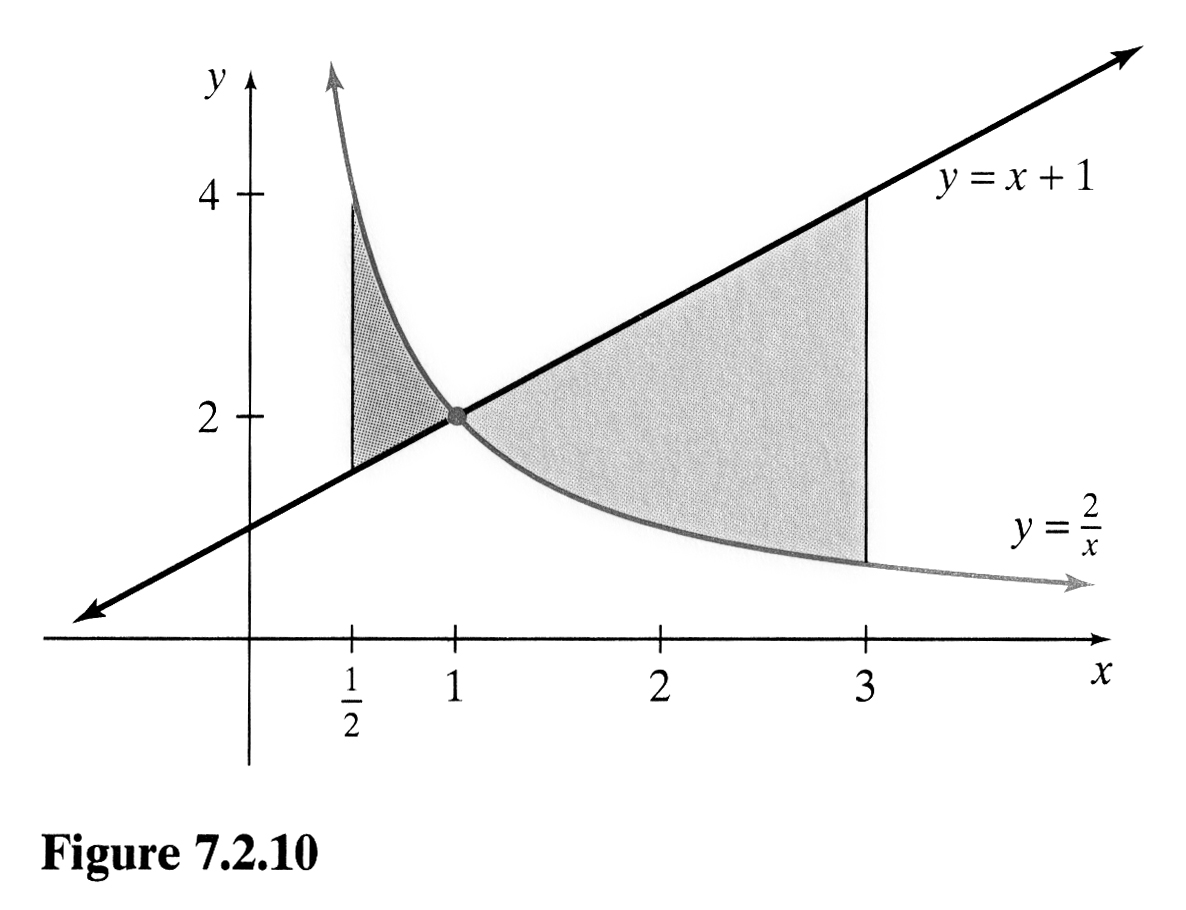 y
4
y = x + 1
2
y = 2/x
1/2
1
2
3
x
Figure 7.2.10